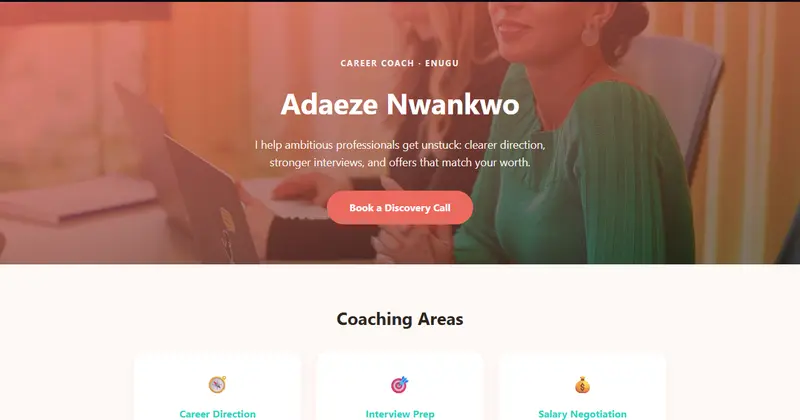 CAREER COACH - ENUGU
Adaeze Nwankwo
I help ambitious professionals get unstuck: clearer direction,
stronger interviews, and offers that match your worth.
Book a Discovery Call
Coaching Areas
Career Direction
Interview Prep
Salary Negotiation